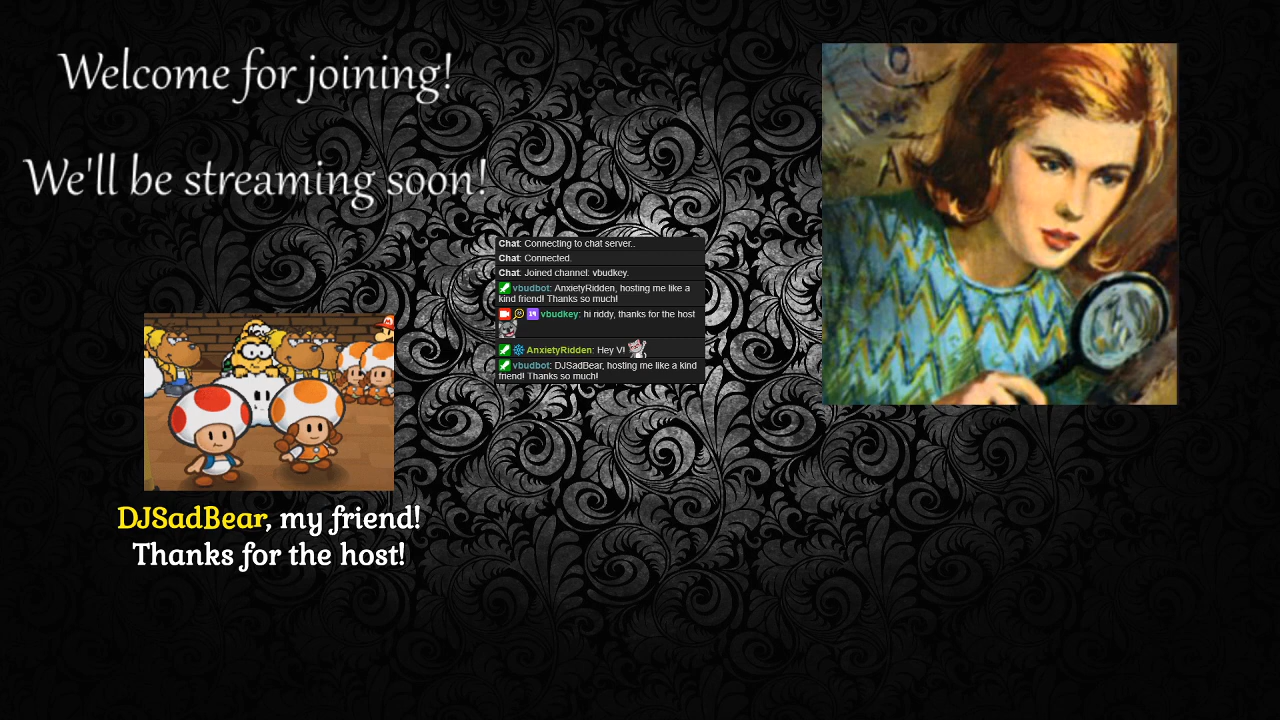 Welcome for joining!
We'll be streaming soon!
Chat: Connecting to chat server..
Chat: Connected.
Chat: Joined channel: vbudkey.
vbudbot: AnxietyRidden, hosting me like a
kind friend! Thanks so much!
vbudkey: hi riddy, thanks for the host
AnxietyRidden: Hey V!
vbudbot: DJSadBear, hosting me like a kind
friend! Thanks so much!
DJSadBear, my friend!
Thanks for the host!
A